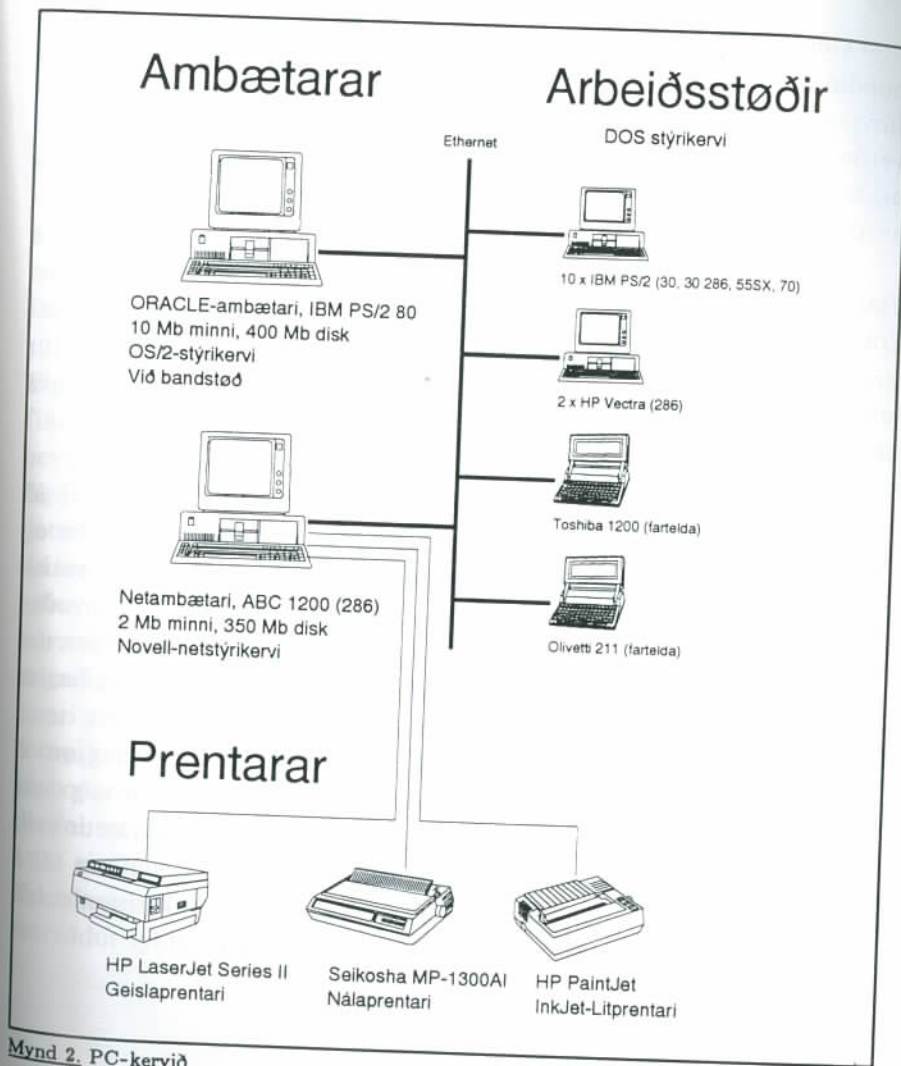 Ambætarar
Arbeiðsstøðir
DOS stýrikervi
Ethernet
ORACLE-ambætari, IBM PS/2 80
10 Mb minni, 400 Mb disk
OS/2-stýrikervi
Við bandstøð
10 x IBM PS/2 (30, 30 286, 55SX, 70)
2 x HP Vectra (286)
Toshiba 1200 (fartelda)
Olivetti 211 (fartelda)
Netambætari, ABC 1200 (286)
2 Mb minni, 350 Mb disk
Novell-netstýrikervi
Prentarar
HP LaserJet Series II
Geislaprentari
Seikosha MP-1300AI
Nálaprentari
HP PaintJet
InkJet-Litprentari
Mynd 2. PC-kervið